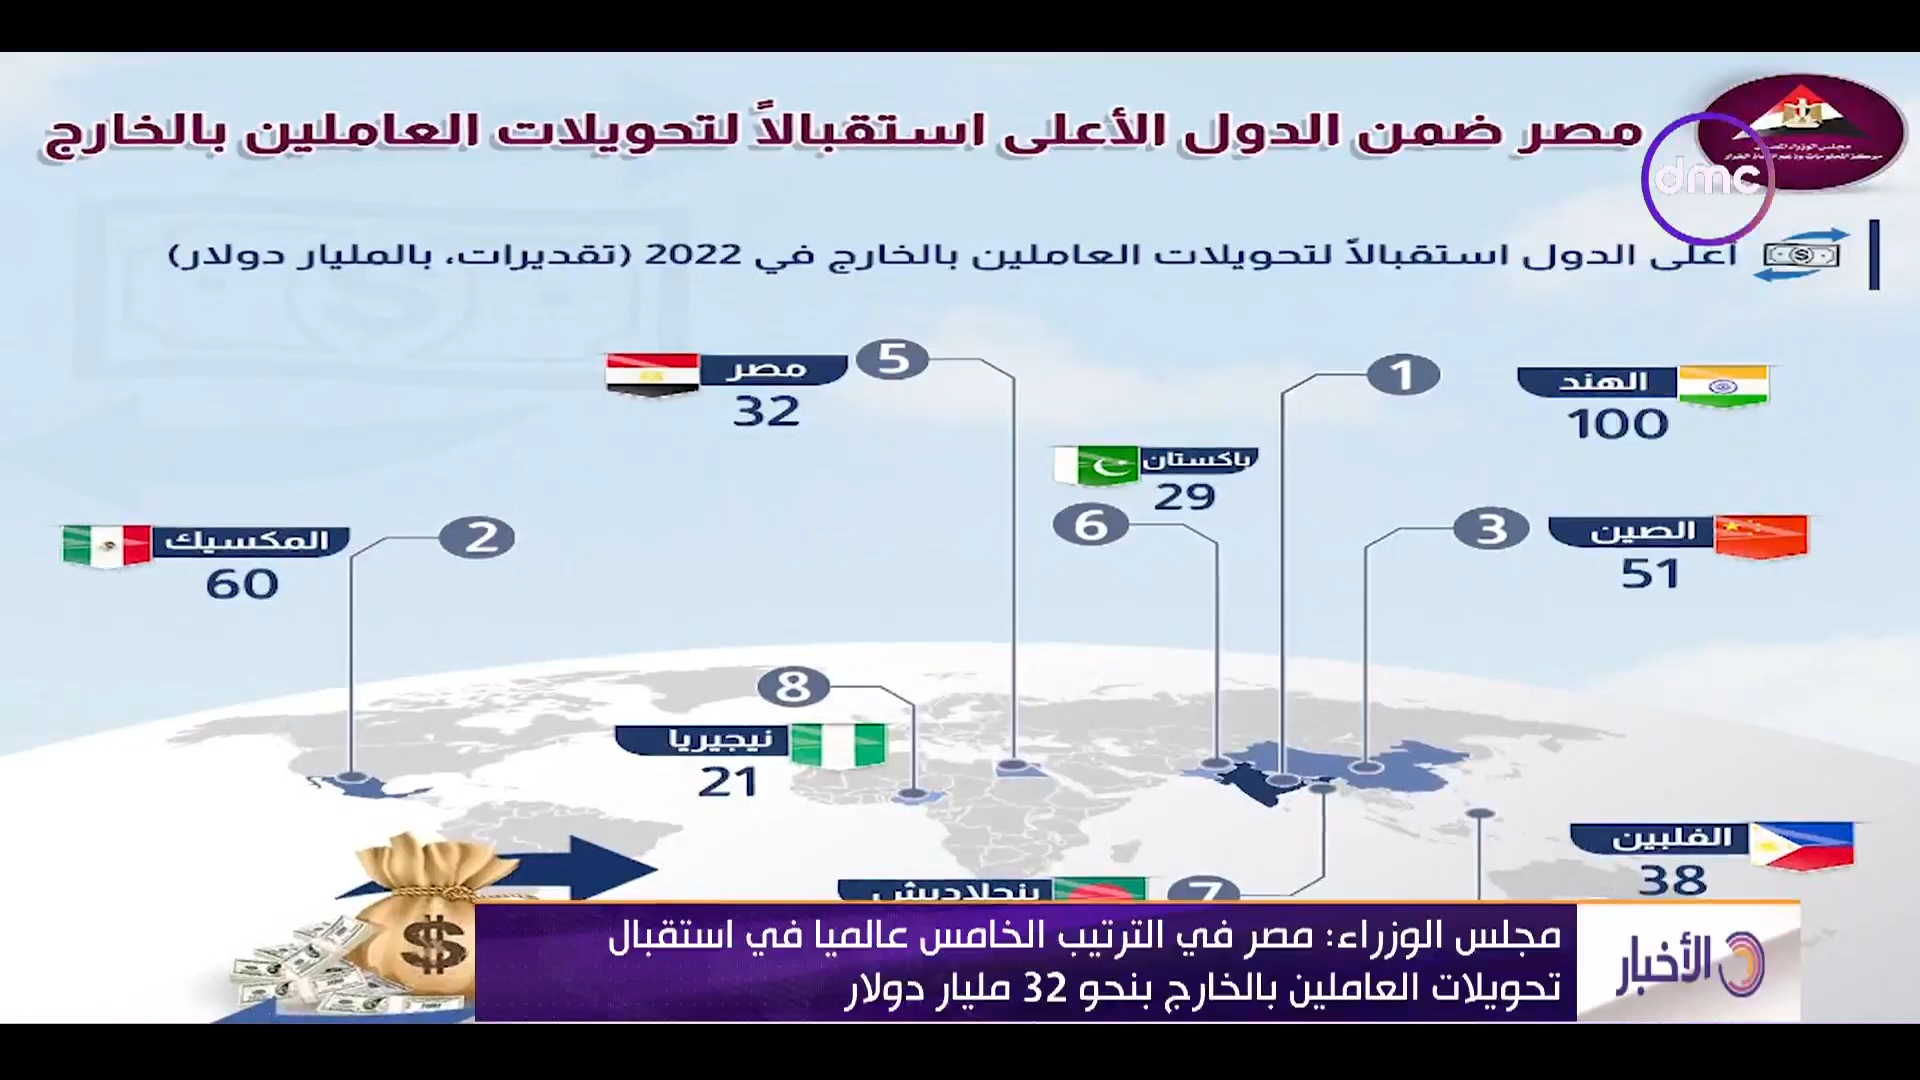 مصر ضمن الدول الأعلى استقبالاً لتحويلات العاملين بالخارج
dmc
أعلى الدول استقبالاً لتحويلات العاملين بالخارج في 2022 (تقديرات، بالمليار دولار)
1
الهند
100
5
مصر
32
باكستان
29
6
3
الصين
51
2
المكسيك
60
8
نيجيريا
21
الفلبين
38
7
بنجلاديش
$
مجلس الوزراء: مصر في الترتيب الخامس عالميا في استقبال
تحويلات العاملين بالخارج بنحو 32 مليار دولار
الأخبار